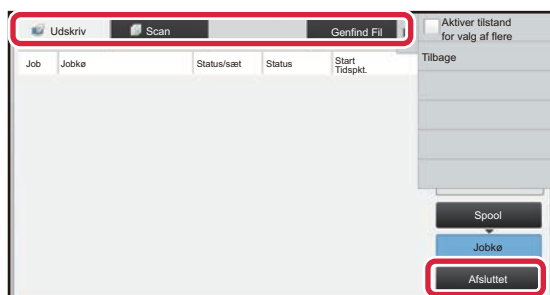 Udskriv
Scan
Genfind Fil
Aktiver tilstand
for valg af flere
Tilbage
Job
Jobkø
Status/sæt
Status
Start
Tidspkt.
Spool
Jobkø
Afsluttet